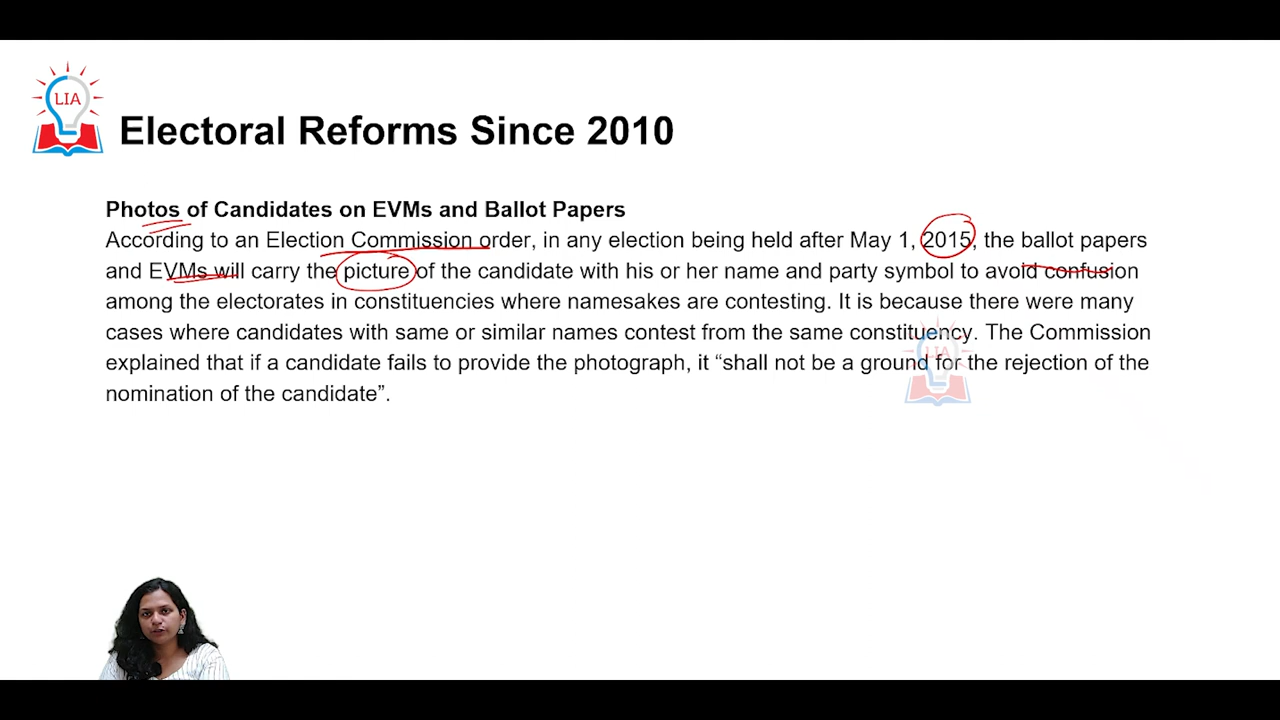 LIA
Electoral Reforms Since 2010
Photos of Candidates on EVMs and Ballot Papers
According to an Election Commission order, in any election being held after May 1, 2015, the ballot papers
and EVMs will carry the picture of the candidate with his or her name and party symbol to avoid confusion
among the electorates in constituencies where namesakes are contesting. It is because there were many
cases where candidates with same or similar names contest from the same constituency. The Commission
explained that if a candidate fails to provide the photograph, it “shall not be a ground for the rejection of the
nomination of the candidate”.
LIA